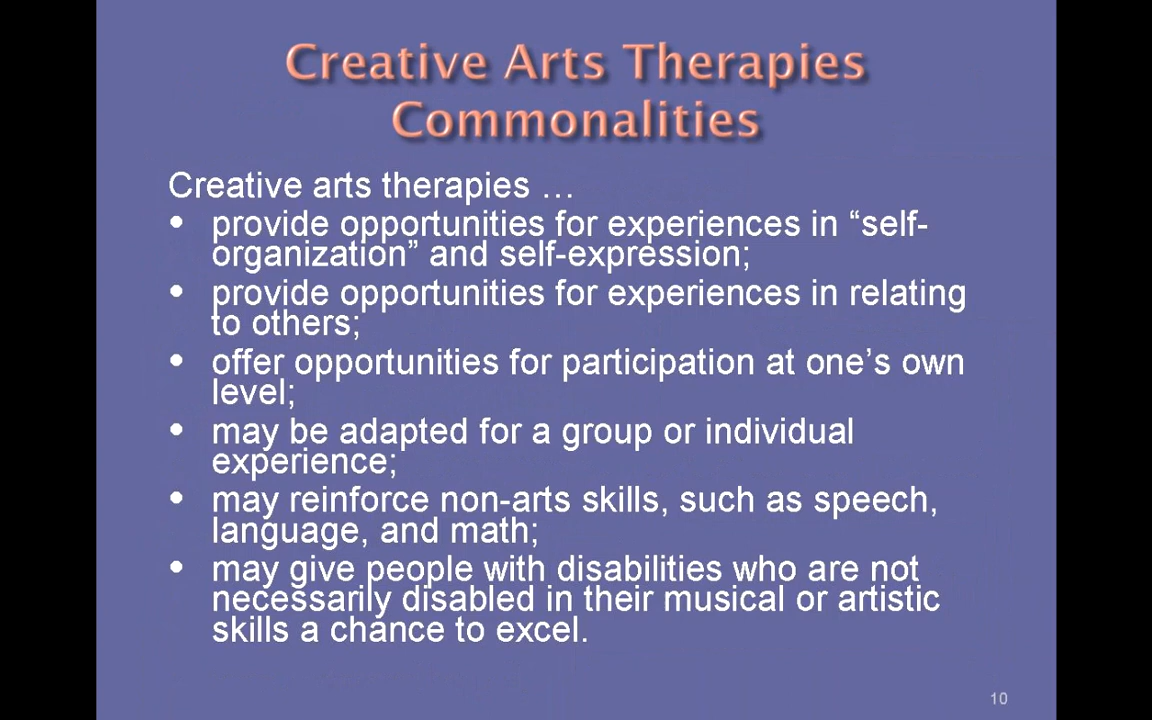 Creative Arts Therapies
Commonalities
Creative arts therapies …
• provide opportunities for experiences in “self-
organization” and self-expression;
• provide opportunities for experiences in relating
to others;
• offer opportunities for participation at one’s own
level;
• may be adapted for a group or individual
experience;
• may reinforce non-arts skills, such as speech,
language, and math;
• may give people with disabilities who are not
necessarily disabled in their musical or artistic
skills a chance to excel.
10